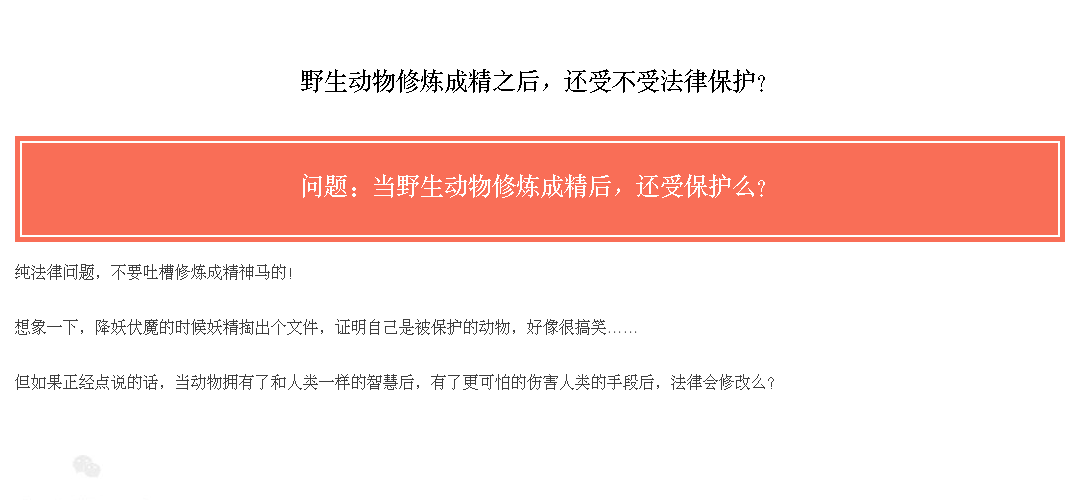 野生动物修炼成精之后，还受不受法律保护？
问题：当野生动物修炼成精后，还受保护么？
纯法律问题，不要吐槽修炼成精神马的！
想象一下，降妖伏魔的时候妖精掏出个文件，证明自己是被保护的动物，好像很搞笑……
但如果正经点说的话，当动物拥有了和人类一样的智慧后，有了更可怕的伤害人类的手段后，法律会修改么？